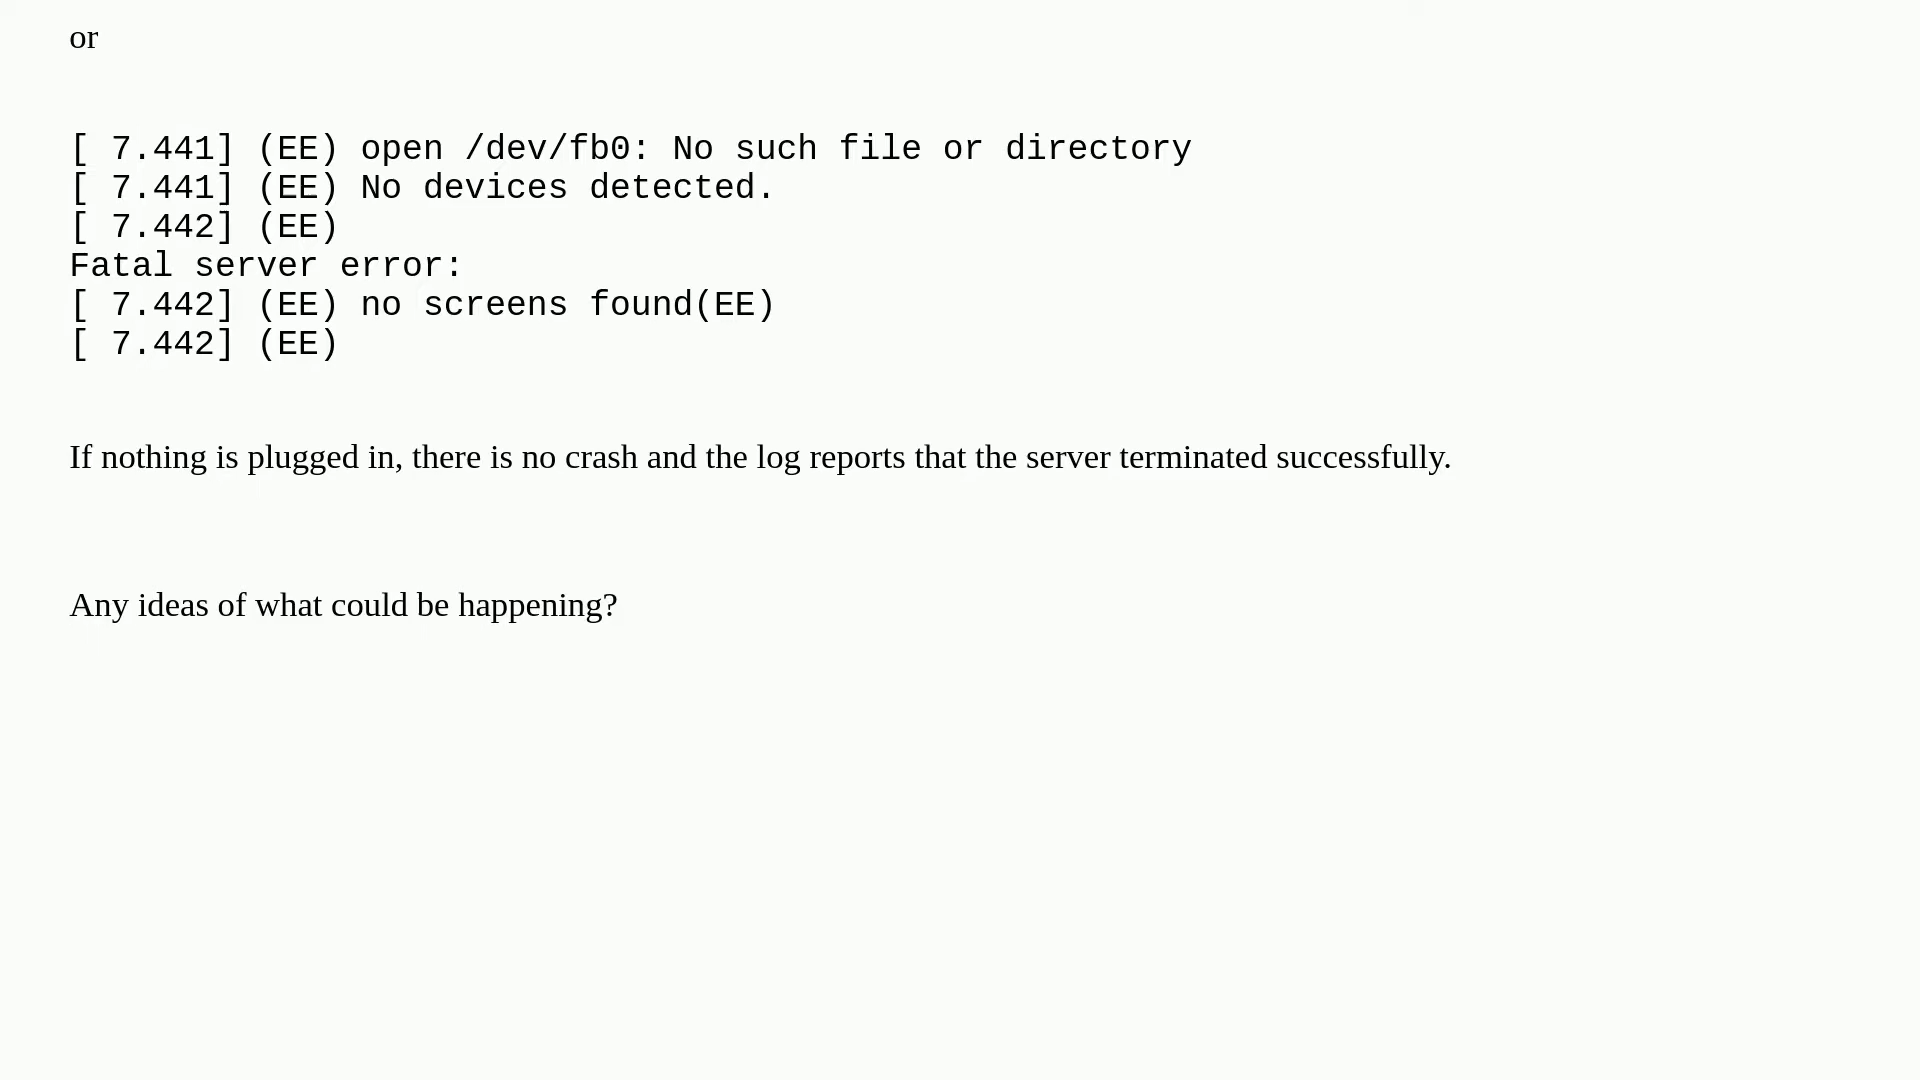 or
[ 7.441] (EE) open /dev/fb0: No such file or directory
[ 7.441] (EE) No devices detected.
[ 7.442] (EE)
Fatal server error:
[ 7.442] (EE) no screens found(EE)
[ 7.442] (EE)
If nothing is plugged in, there is no crash and the log reports that the server terminated successfully.
Any ideas of what could be happening?